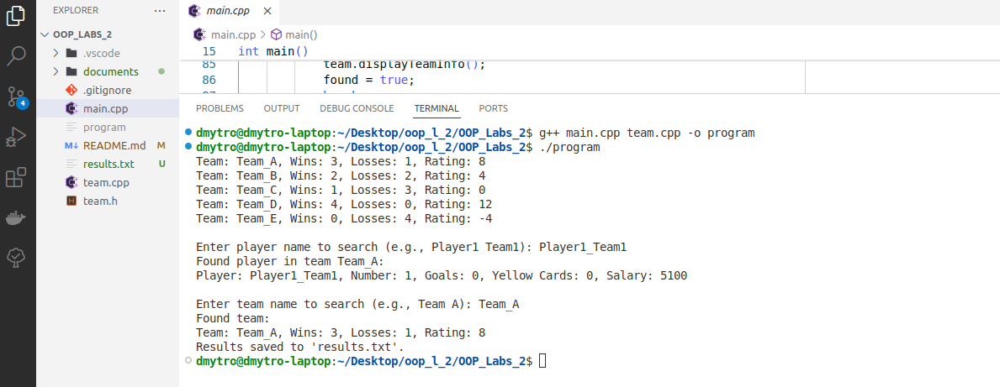 EXPLORER ···
main.cpp ×
OOP_LABS_2
.vscode
documents
.gitignore
main.cpp
program
README.md M
results.txt U
team.cpp
team.h
4
main.cpp > main()
15 int main()
85 team.displayTeamInfo();
86 found = true;
PROBLEMS OUTPUT DEBUG CONSOLE TERMINAL PORTS
dmytro@dmytro-laptop:~/Desktop/oop_l_2/OOP_Labs_2$ g++ main.cpp team.cpp -o program
dmytro@dmytro-laptop:~/Desktop/oop_l_2/OOP_Labs_2$ ./program
Team: Team_A, Wins: 3, Losses: 1, Rating: 8
Team: Team_B, Wins: 2, Losses: 2, Rating: 4
Team: Team_C, Wins: 1, Losses: 3, Rating: 0
Team: Team_D, Wins: 4, Losses: 0, Rating: 12
Team: Team_E, Wins: 0, Losses: 4, Rating: -4
Enter player name to search (e.g., Player1 Team1): Player1_Team1
Found player in team Team_A:
Player: Player1_Team1, Number: 1, Goals: 0, Yellow Cards: 0, Salary: 5100
Enter team name to search (e.g., Team A): Team_A
Found team:
Team: Team_A, Wins: 3, Losses: 1, Rating: 8
Results saved to 'results.txt'.
dmytro@dmytro-laptop:~/Desktop/oop_l_2/OOP_Labs_2$